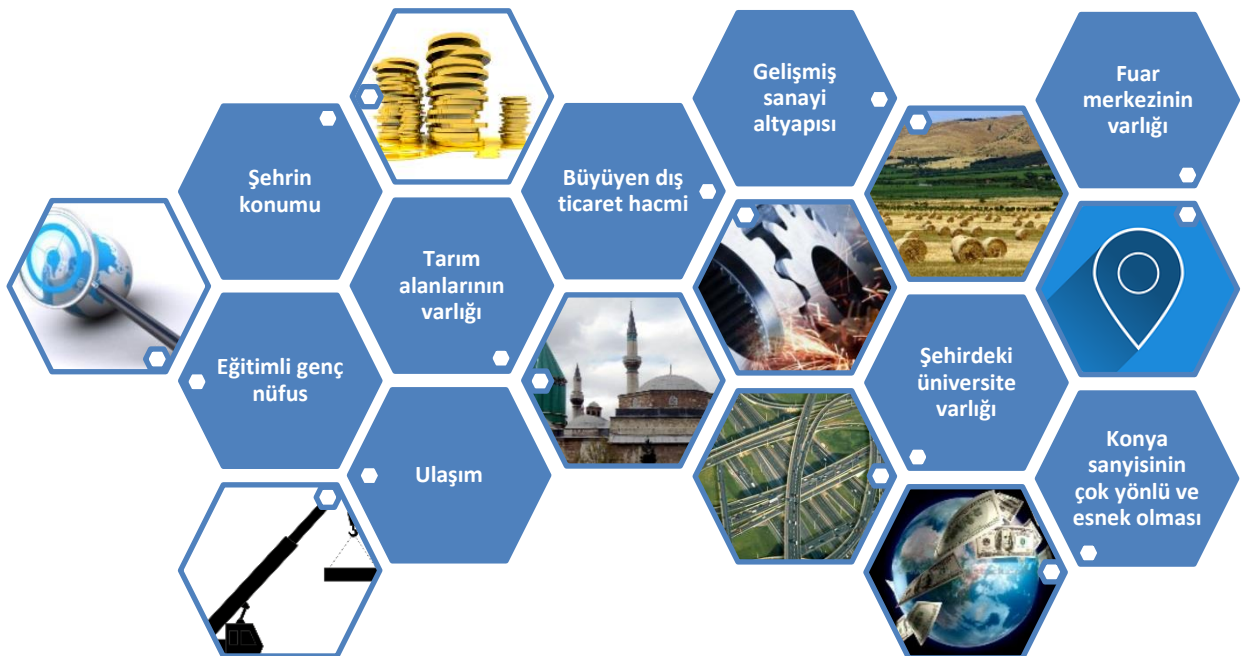 Şehrin
konumu
Eğitimli genç
nüfus
Tarım
alanlarının
varlığı
Ulaşım
Büyüyen dış
ticaret hacmi
Gelişmiş
sanayi
altyapısı
Şehirdeki
üniversite
varlığı
Fuar
merkezinin
varlığı
Konya
sanyisinin
çok yönlü ve
esnek olması